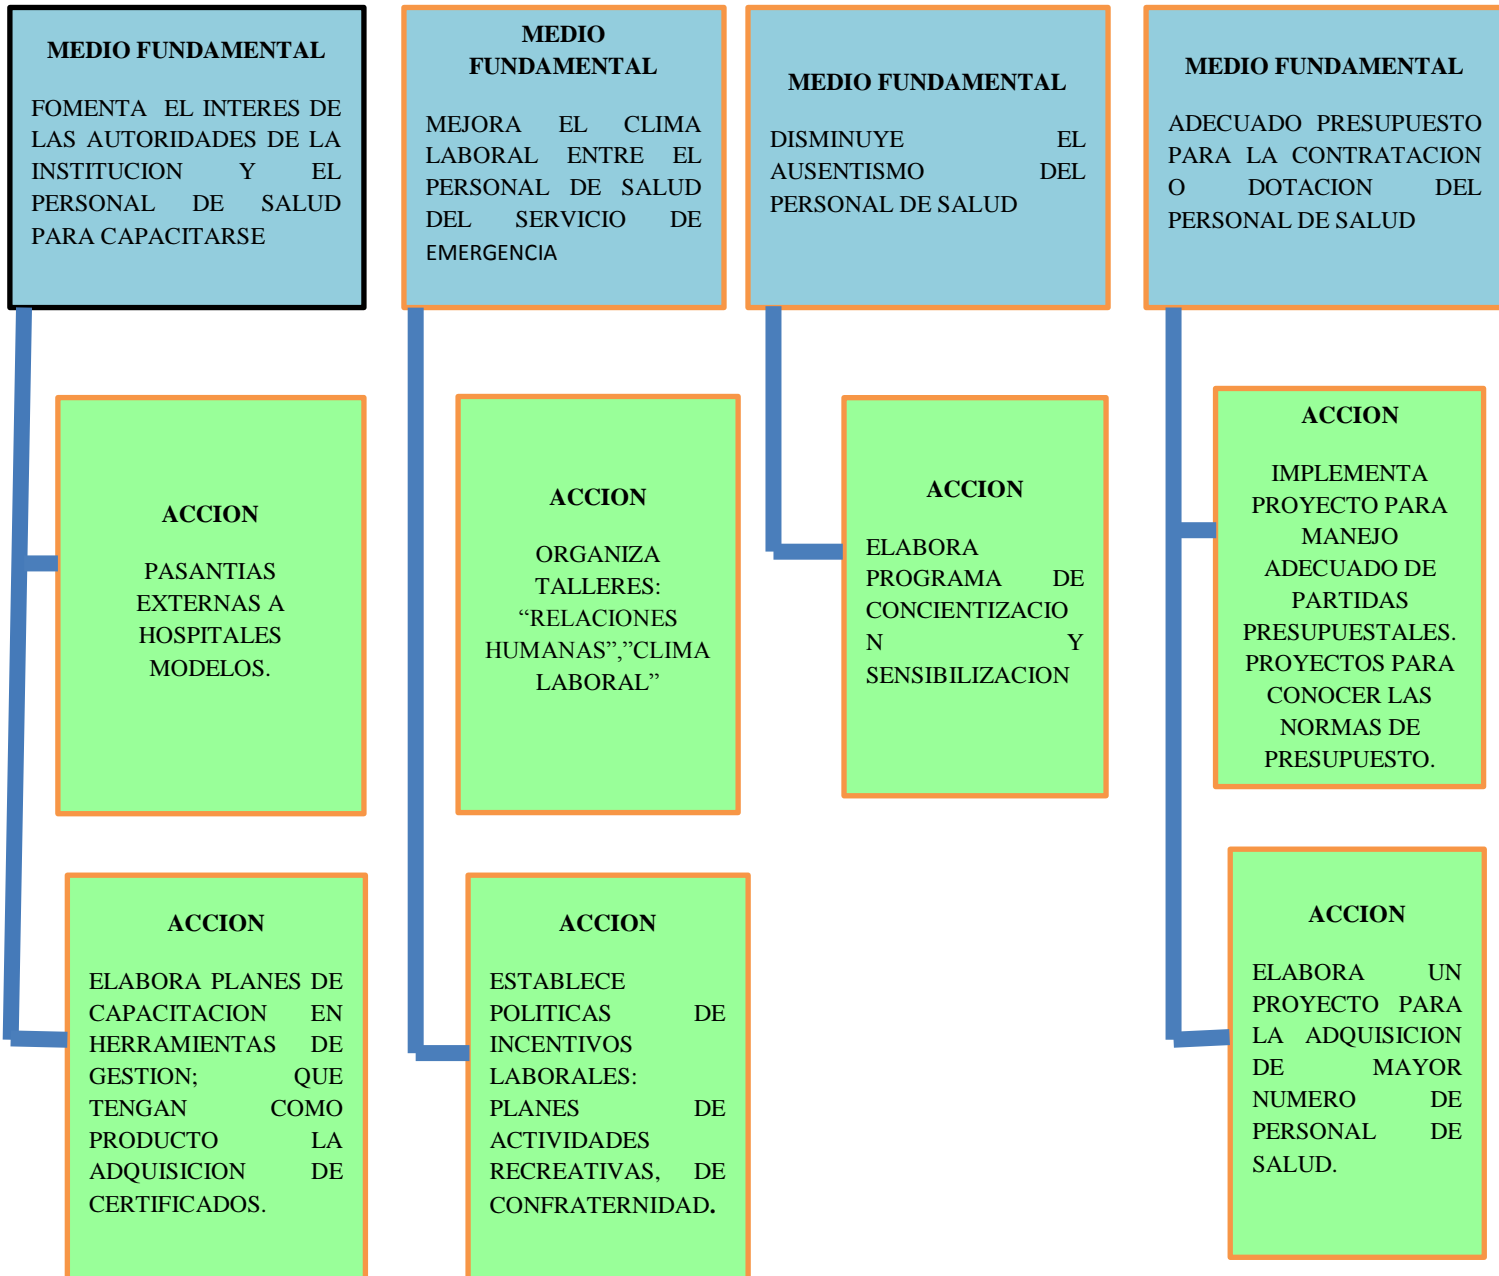 MEDIO FUNDAMENTAL
FOMENTA EL INTERES DE
LAS AUTORIDADES DE LA
INSTITUCION Y EL
PERSONAL DE SALUD
PARA CAPACITARSE
MEDIO
FUNDAMENTAL
MEJORA EL CLIMA
LABORAL ENTRE EL
PERSONAL DE SALUD
DEL SERVICIO DE
EMERGENCIA
MEDIO FUNDAMENTAL
DISMINUYE EL
AUSENTISMO DEL
PERSONAL DE SALUD
MEDIO FUNDAMENTAL
ADECUADO PRESUPUESTO
PARA LA CONTRATACION
O DOTACION DEL
PERSONAL DE SALUD
ACCION
PASANTIAS
EXTERNAS A
HOSPITALES
MODELOS.
ACCION
ORGANIZA
TALLERES:
“RELACIONES
HUMANAS”,”CLIMA
LABORAL”
ACCION
ELABORA
PROGRAMA DE
CONCIENTIZACIO
N Y
SENSIBILIZACION
ACCION
IMPLEMENTA
PROYECTO PARA
MANEJO
ADECUADO DE
PARTIDAS
PRESUPUESTALES.
PROYECTOS PARA
CONOCER LAS
NORMAS DE
PRESUPUESTO.
ACCION
ELABORA PLANES DE
CAPACITACION EN
HERRAMIENTAS DE
GESTION; QUE
TENGAN COMO
PRODUCTO LA
ADQUISICION DE
CERTIFICADOS.
ACCION
ESTABLECE
POLITICAS DE
INCENTIVOS
LABORALES:
PLANES DE
ACTIVIDADES
RECREATIVAS, DE
CONFRATERNIDAD.
ACCION
ELABORA UN
PROYECTO PARA
LA ADQUISICION
DE MAYOR
NUMERO DE
PERSONAL DE
SALUD.